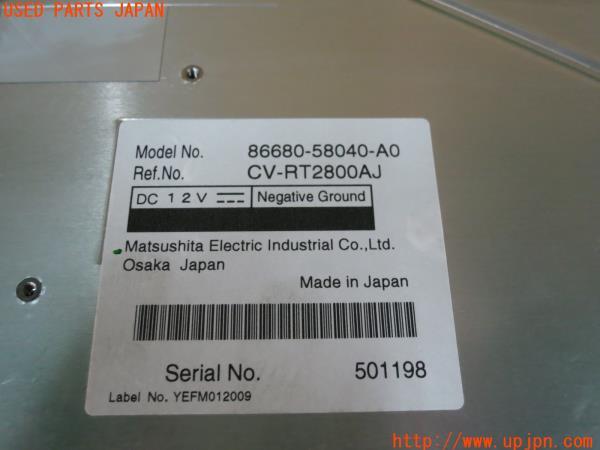 USED PARTS JAPAN
Model No. 86680-58040-A0
Ref.No. CV-RT2800AJ
DC 12V Negative Ground
Matsushita Electric Industrial Co.,Ltd.
Osaka Japan
Made in Japan
Serial No. 501198
Label No. YEFM012009
http://www.upjpn.com/